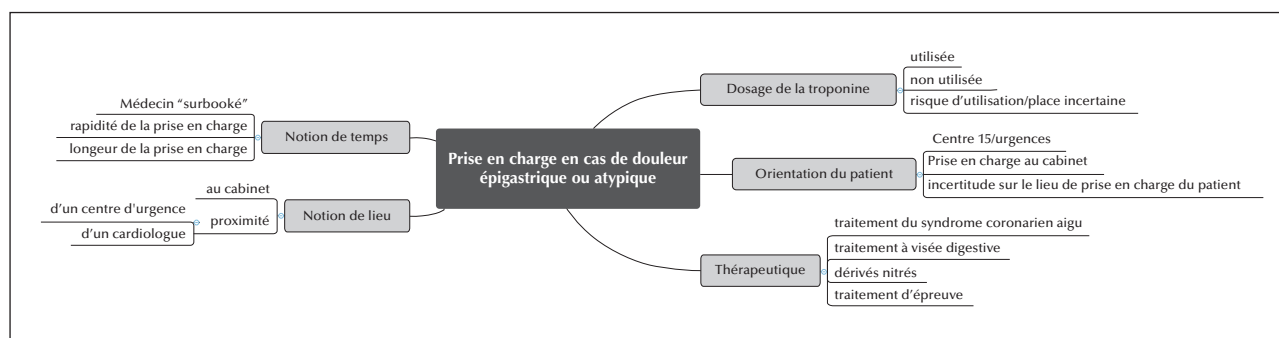 Prise en charge en cas de douleur
épigastrique ou atypique
Notion de temps
Médecin “surbooké”
rapidité de la prise en charge
longeur de la prise en charge
Notion de lieu
au cabinet
proximité
d’un centre d'urgence
d’un cardiologue
Dosage de la troponine
utilisée
non utilisée
risque d’utilisation/place incertaine
Orientation du patient
Centre 15/urgences
Prise en charge au cabinet
incertitude sur le lieu de prise en charge du patient
Thérapeutique
traitement du syndrome coronarien aigu
traitement à visée digestive
dérivés nitrés
traitement d’épreuve